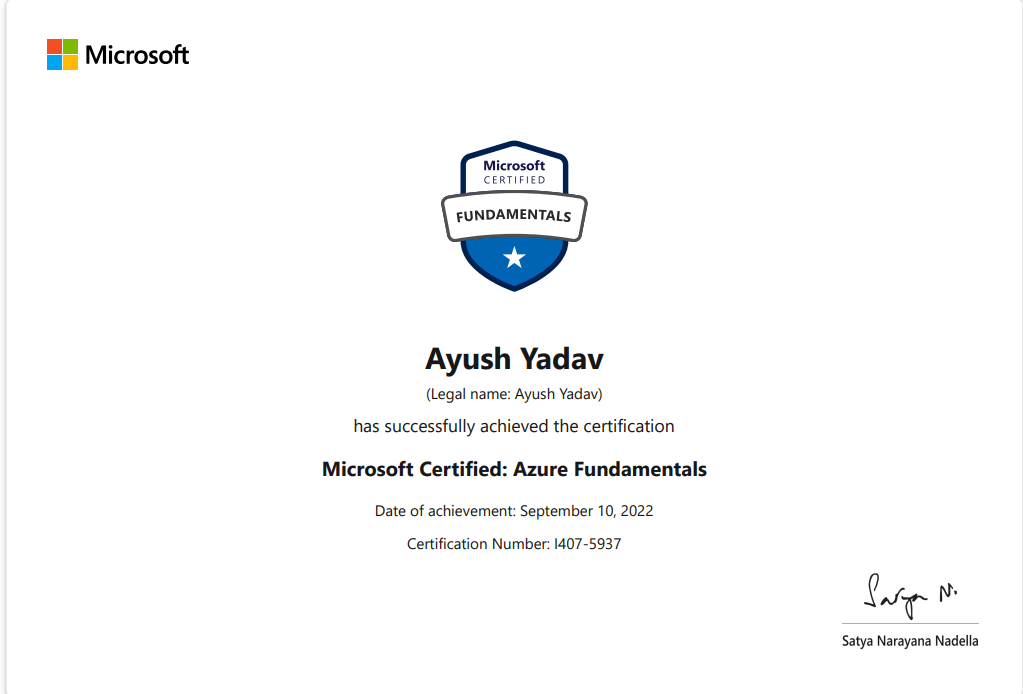 Microsoft
Microsoft
CERTIFIED
FUNDAMENTALS
Ayush Yadav
(Legal name: Ayush Yadav)
has successfully achieved the certification
Microsoft Certified: Azure Fundamentals
Date of achievement: September 10, 2022
Certification Number: I407-5937
Satya N.
Satya Narayana Nadella